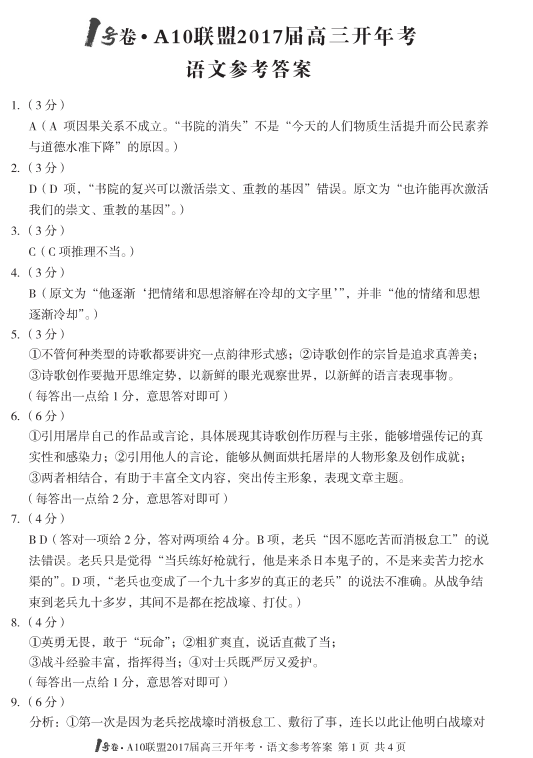 1号卷·A10联盟2017届高三开年考
语文参考答案
1.（3 分）
A（A 项因果关系不成立。“书院的消失”不是“今天的人们物质生活提升而公民素养
与道德水准下降”的原因。）
2.（3 分）
D（D 项，“书院的复兴可以激活崇文、重教的基因”错误。原文为“也许能再次激活
我们的崇文、重教的基因”。）
3.（3 分）
C（C 项推理不当。）
4.（3 分）
B（原文为“他逐渐‘把情绪和思想溶解在冷却的文字里’”，并非“他的情绪和思想
逐渐冷却”。）
5.（3 分）
①不管何种类型的诗歌都要讲究一点韵律形式感；②诗歌创作的宗旨是追求真善美；
③诗歌创作要抛开思维定势，以新鲜的眼光观察世界，以新鲜的语言表现事物。
（每答出一点给 1 分，意思答对即可）
6.（6 分）
①引用屠岸自己的作品或言论，具体展现其诗歌创作历程与主张，能够增强传记的真
实性和感染力；②引用他人的言论，能够从侧面烘托屠岸的人物形象及创作成就；
③两者相结合，有助于丰富全文内容，突出传主形象，表现文章主题。
（每答出一点给 2 分，意思答对即可）
7.（4 分）
B D（答对一项给 2 分，答对两项给 4 分。B 项，老兵“因不愿吃苦而消极怠工”的说
法错误。老兵只是觉得“当兵练好枪就行，他是来杀日本鬼子的，不是来卖苦力挖水
渠的”。D 项，“老兵也变成了一个九十多岁的真正的老兵”的说法不准确。从战争结
束到老兵九十多岁，其间不是都在挖战壕、打仗。）
8.（4 分）
①英勇无畏，敢于“玩命”；②粗犷爽直，说话直截了当；
③战斗经验丰富，指挥得当；④对士兵既严厉又爱护。
（每答出一点给 1 分，意思答对即可）
9.（6 分）
分析：①第一次是因为老兵挖战壕时消极怠工、敷衍了事，连长以此让他明白战壕对
1号卷·A10联盟2017届高三开年考·语文参考答案 第 1 页 共 4 页